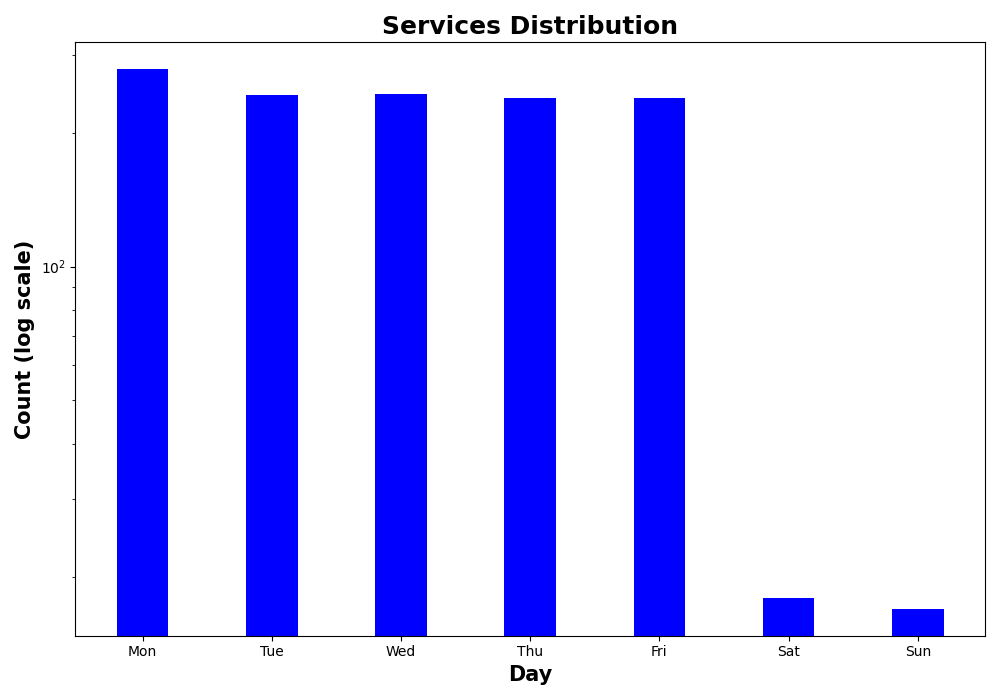 Services Distribution
Count (log scale)
10²
Mon Tue Wed Thu Fri Sat Sun
Day